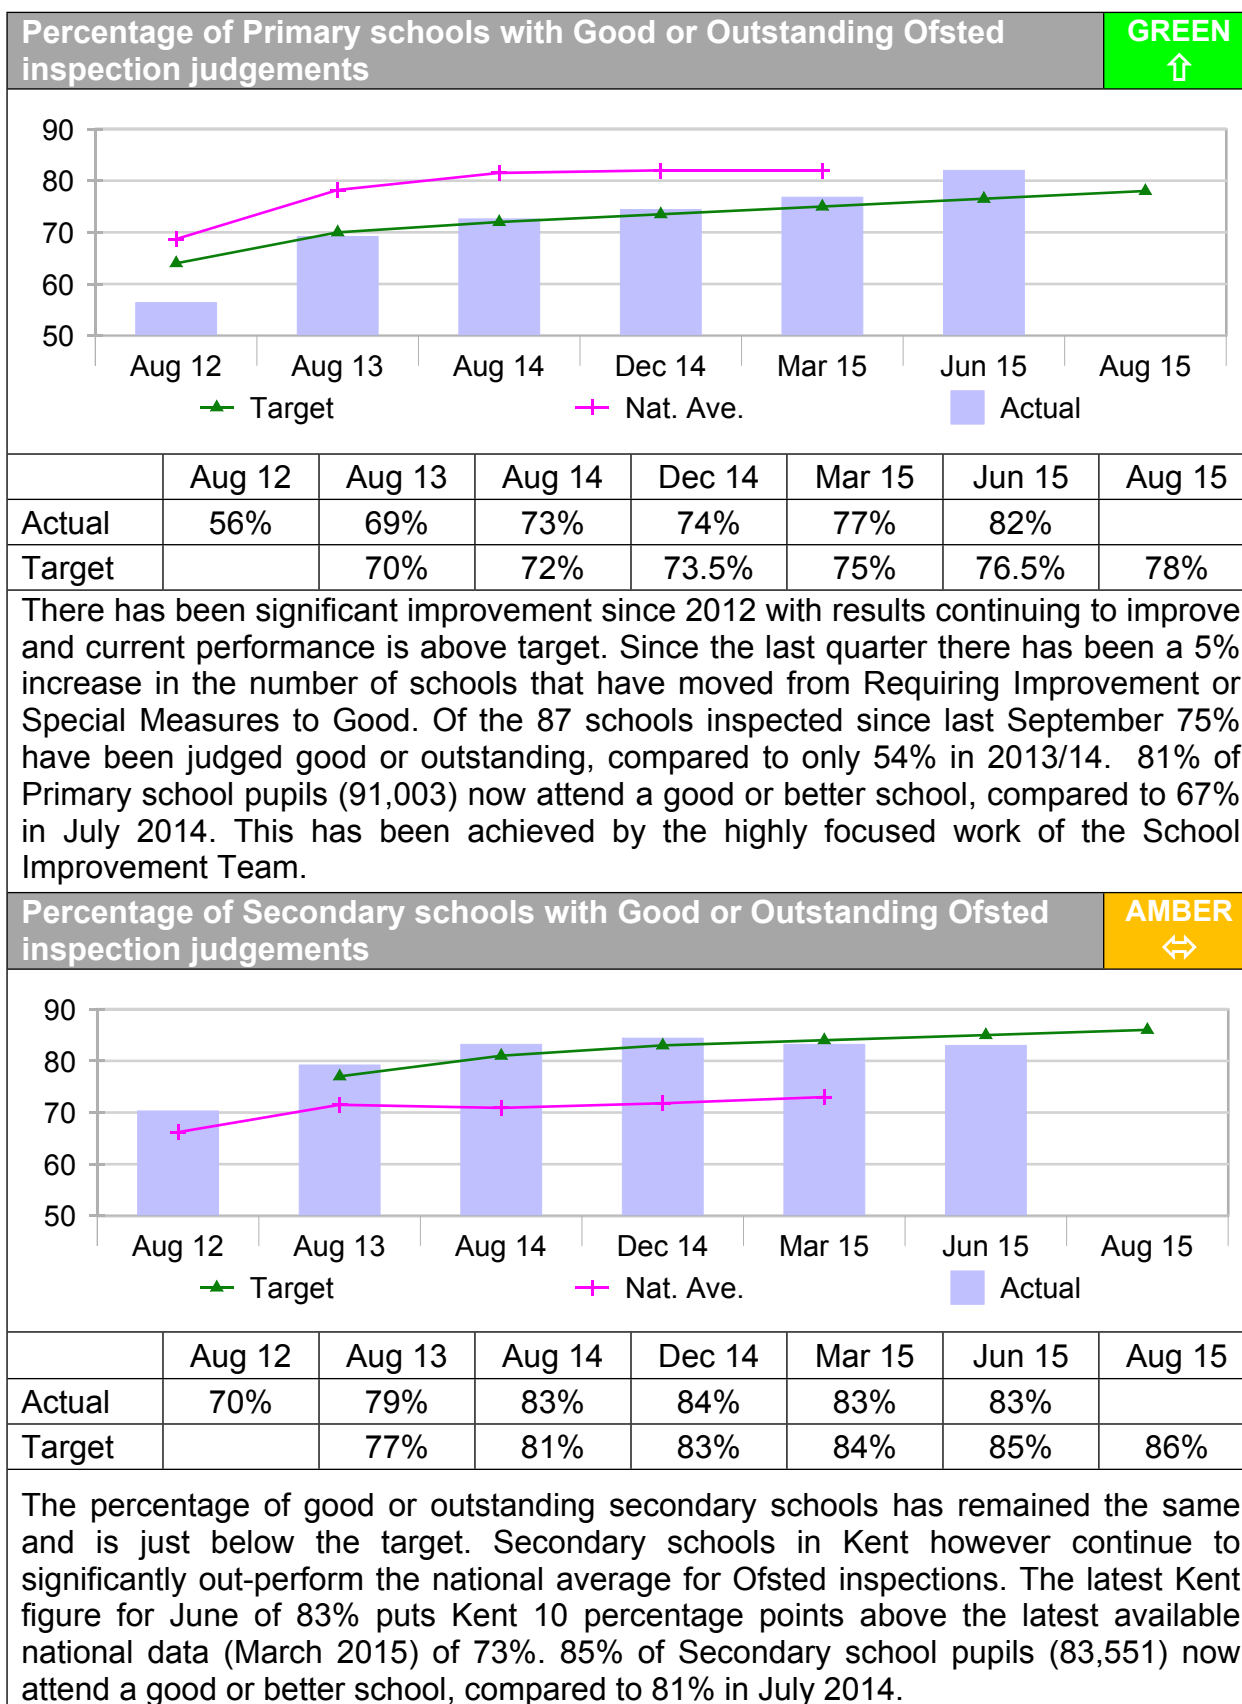 Percentage of Primary schools with Good or Outstanding Ofsted
inspection judgements
GREEN
⇧
90
80
70
60
50
Aug 12 Aug 13 Aug 14 Dec 14 Mar 15 Jun 15 Aug 15
Target Nat. Ave. Actual
Aug 12 Aug 13 Aug 14 Dec 14 Mar 15 Jun 15 Aug 15
Actual 56% 69% 73% 74% 77% 82%
Target 70% 72% 73.5% 75% 76.5% 78%
There has been significant improvement since 2012 with results continuing to improve
and current performance is above target. Since the last quarter there has been a 5%
increase in the number of schools that have moved from Requiring Improvement or
Special Measures to Good. Of the 87 schools inspected since last September 75%
have been judged good or outstanding, compared to only 54% in 2013/14. 81% of
Primary school pupils (91,003) now attend a good or better school, compared to 67%
in July 2014. This has been achieved by the highly focused work of the School
Improvement Team.
Percentage of Secondary schools with Good or Outstanding Ofsted
inspection judgements
AMBER
⬄
90
80
70
60
50
Aug 12 Aug 13 Aug 14 Dec 14 Mar 15 Jun 15 Aug 15
Target Nat. Ave. Actual
Aug 12 Aug 13 Aug 14 Dec 14 Mar 15 Jun 15 Aug 15
Actual 70% 79% 83% 84% 83% 83%
Target 77% 81% 83% 84% 85% 86%
The percentage of good or outstanding secondary schools has remained the same
and is just below the target. Secondary schools in Kent however continue to
significantly out-perform the national average for Ofsted inspections. The latest Kent
figure for June of 83% puts Kent 10 percentage points above the latest available
national data (March 2015) of 73%. 85% of Secondary school pupils (83,551) now
attend a good or better school, compared to 81% in July 2014.